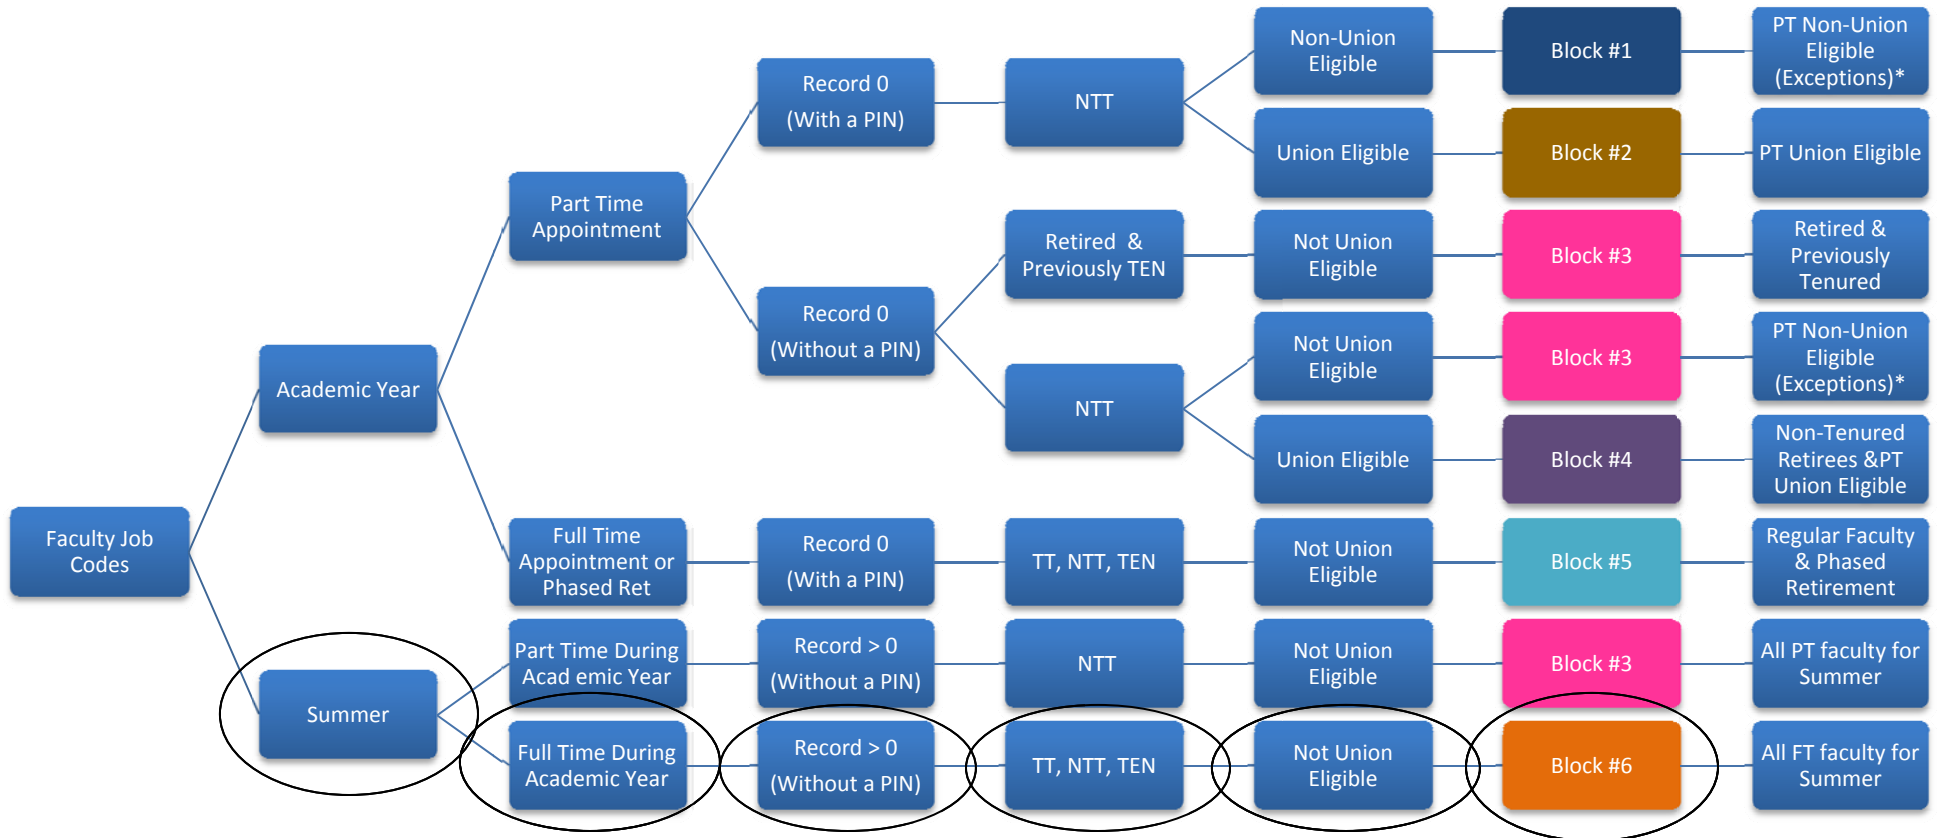 Faculty Job
Codes
Academic Year
Summer
Part Time
Appointment
Full Time
Appointment or
Phased Ret
Part Time During
Acad emic Year
Full Time During
Academic Year
Record 0
(With a PIN)
Record 0
(Without a PIN)
Record 0
(With a PIN)
Record > 0
(Without a PIN)
Record > 0
(Without a PIN)
NTT
Retired &
Previously TEN
NTT
TT, NTT, TEN
NTT
TT, NTT, TEN
Non-Union
Eligible
Union Eligible
Not Union
Eligible
Not Union
Eligible
Union Eligible
Not Union
Eligible
Not Union
Eligible
Not Union
Eligible
Block #1
Block #2
Block #3
Block #3
Block #4
Block #5
Block #3
Block #6
PT Non-Union
Eligible
(Exceptions)*
PT Union Eligible
Retired &
Previously
Tenured
PT Non-Union
Eligible
(Exceptions)*
Non-Tenured
Retirees &PT
Union Eligible
Regular Faculty
& Phased
Retirement
All PT faculty for
Summer
All FT faculty for
Summer